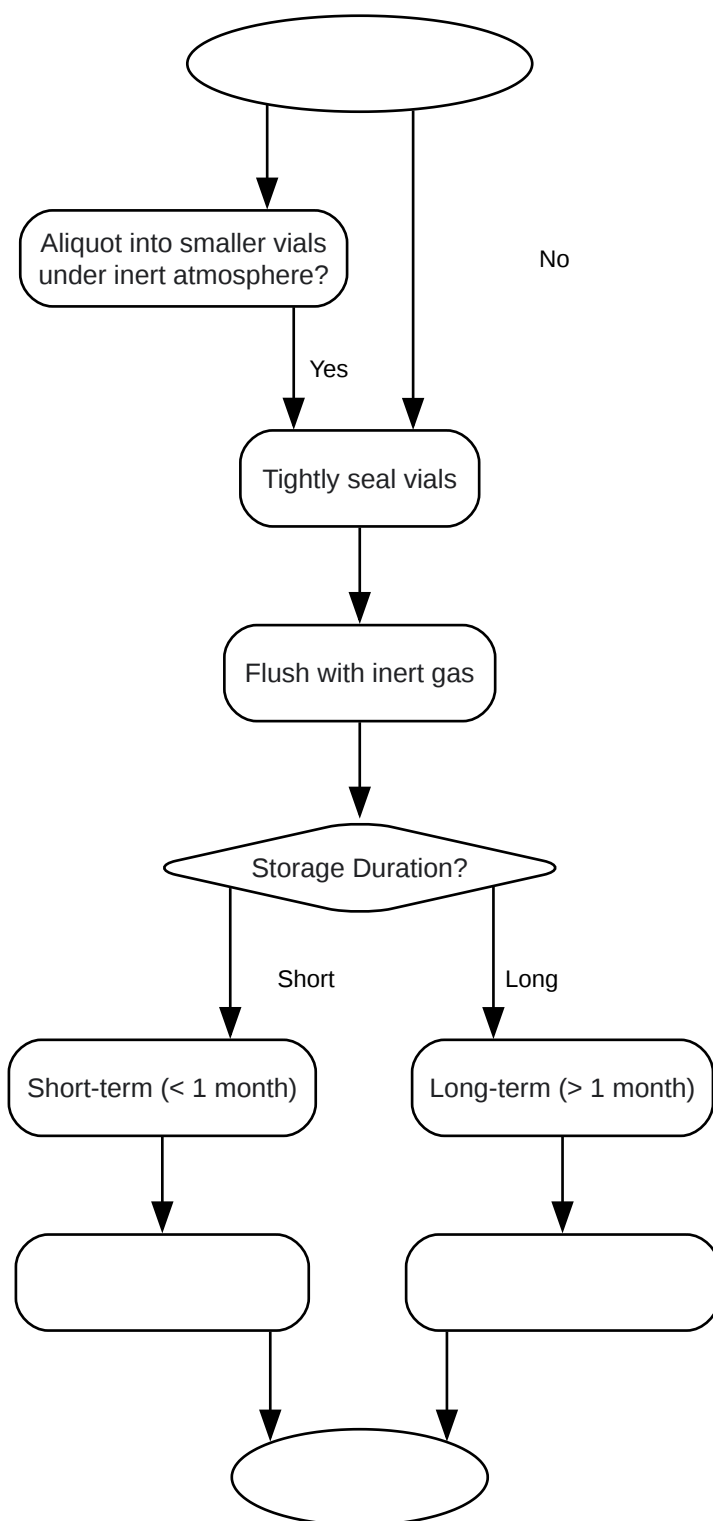 Aliquot into smaller vials
under inert atmosphere?
No
Yes
Tightly seal vials
Flush with inert gas
Storage Duration?
Short
Long
Short-term (< 1 month)
Long-term (> 1 month)